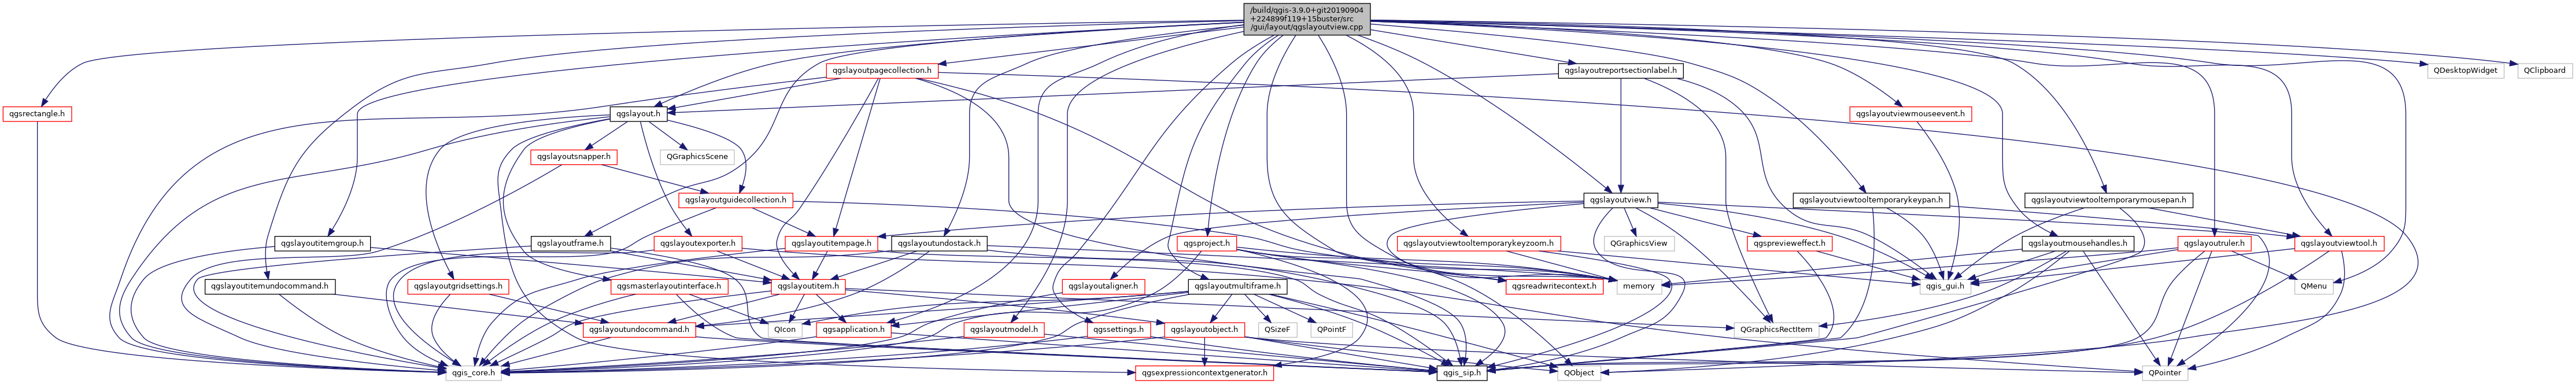 /build/qgis-3.9.0+git20190904
+224899f119+15buster/src
/gui/layout/qgslayoutview.cpp
qgslayoutpagecollection.h
qgslayoutreportsectionlabel.h
QDesktopWidget
QClipboard
qgsrectangle.h
qgslayout.h
qgslayoutviewmouseevent.h
qgslayoutsnapper.h
QGraphicsScene
qgslayoutguidecollection.h
qgslayoutview.h
qgslayoutviewtooltemporarykeypan.h
qgslayoutviewtooltemporarymousepan.h
qgslayoutitemgroup.h
qgslayoutframe.h
qgslayoutexporter.h
qgslayoutitempage.h
qgslayoutundostack.h
qgsproject.h
qgslayoutviewtooltemporarykeyzoom.h
QGraphicsView
qgspreviewеffect.h
qgslayoutmousehandles.h
qgslayoutruler.h
qgslayoutviewtool.h
qgslayoutitemundocommand.h
qgslayoutgridsettings.h
qgsmasterlayoutinterface.h
qgslayoutitem.h
qgslayoutaligner.h
qgslayoutmultiframe.h
qgsreadwritecontext.h
memory
qgis_gui.h
QMenu
qgslayoutundocommand.h
QIcon
qgsapplication.h
qgslayoutmodel.h
qgssettings.h
qgslayoutobject.h
QSizeF
QPointF
QGraphicsRectItem
qgis_core.h
qgsexpressioncontextgenerator.h
qgis_sip.h
QObject
QPointer